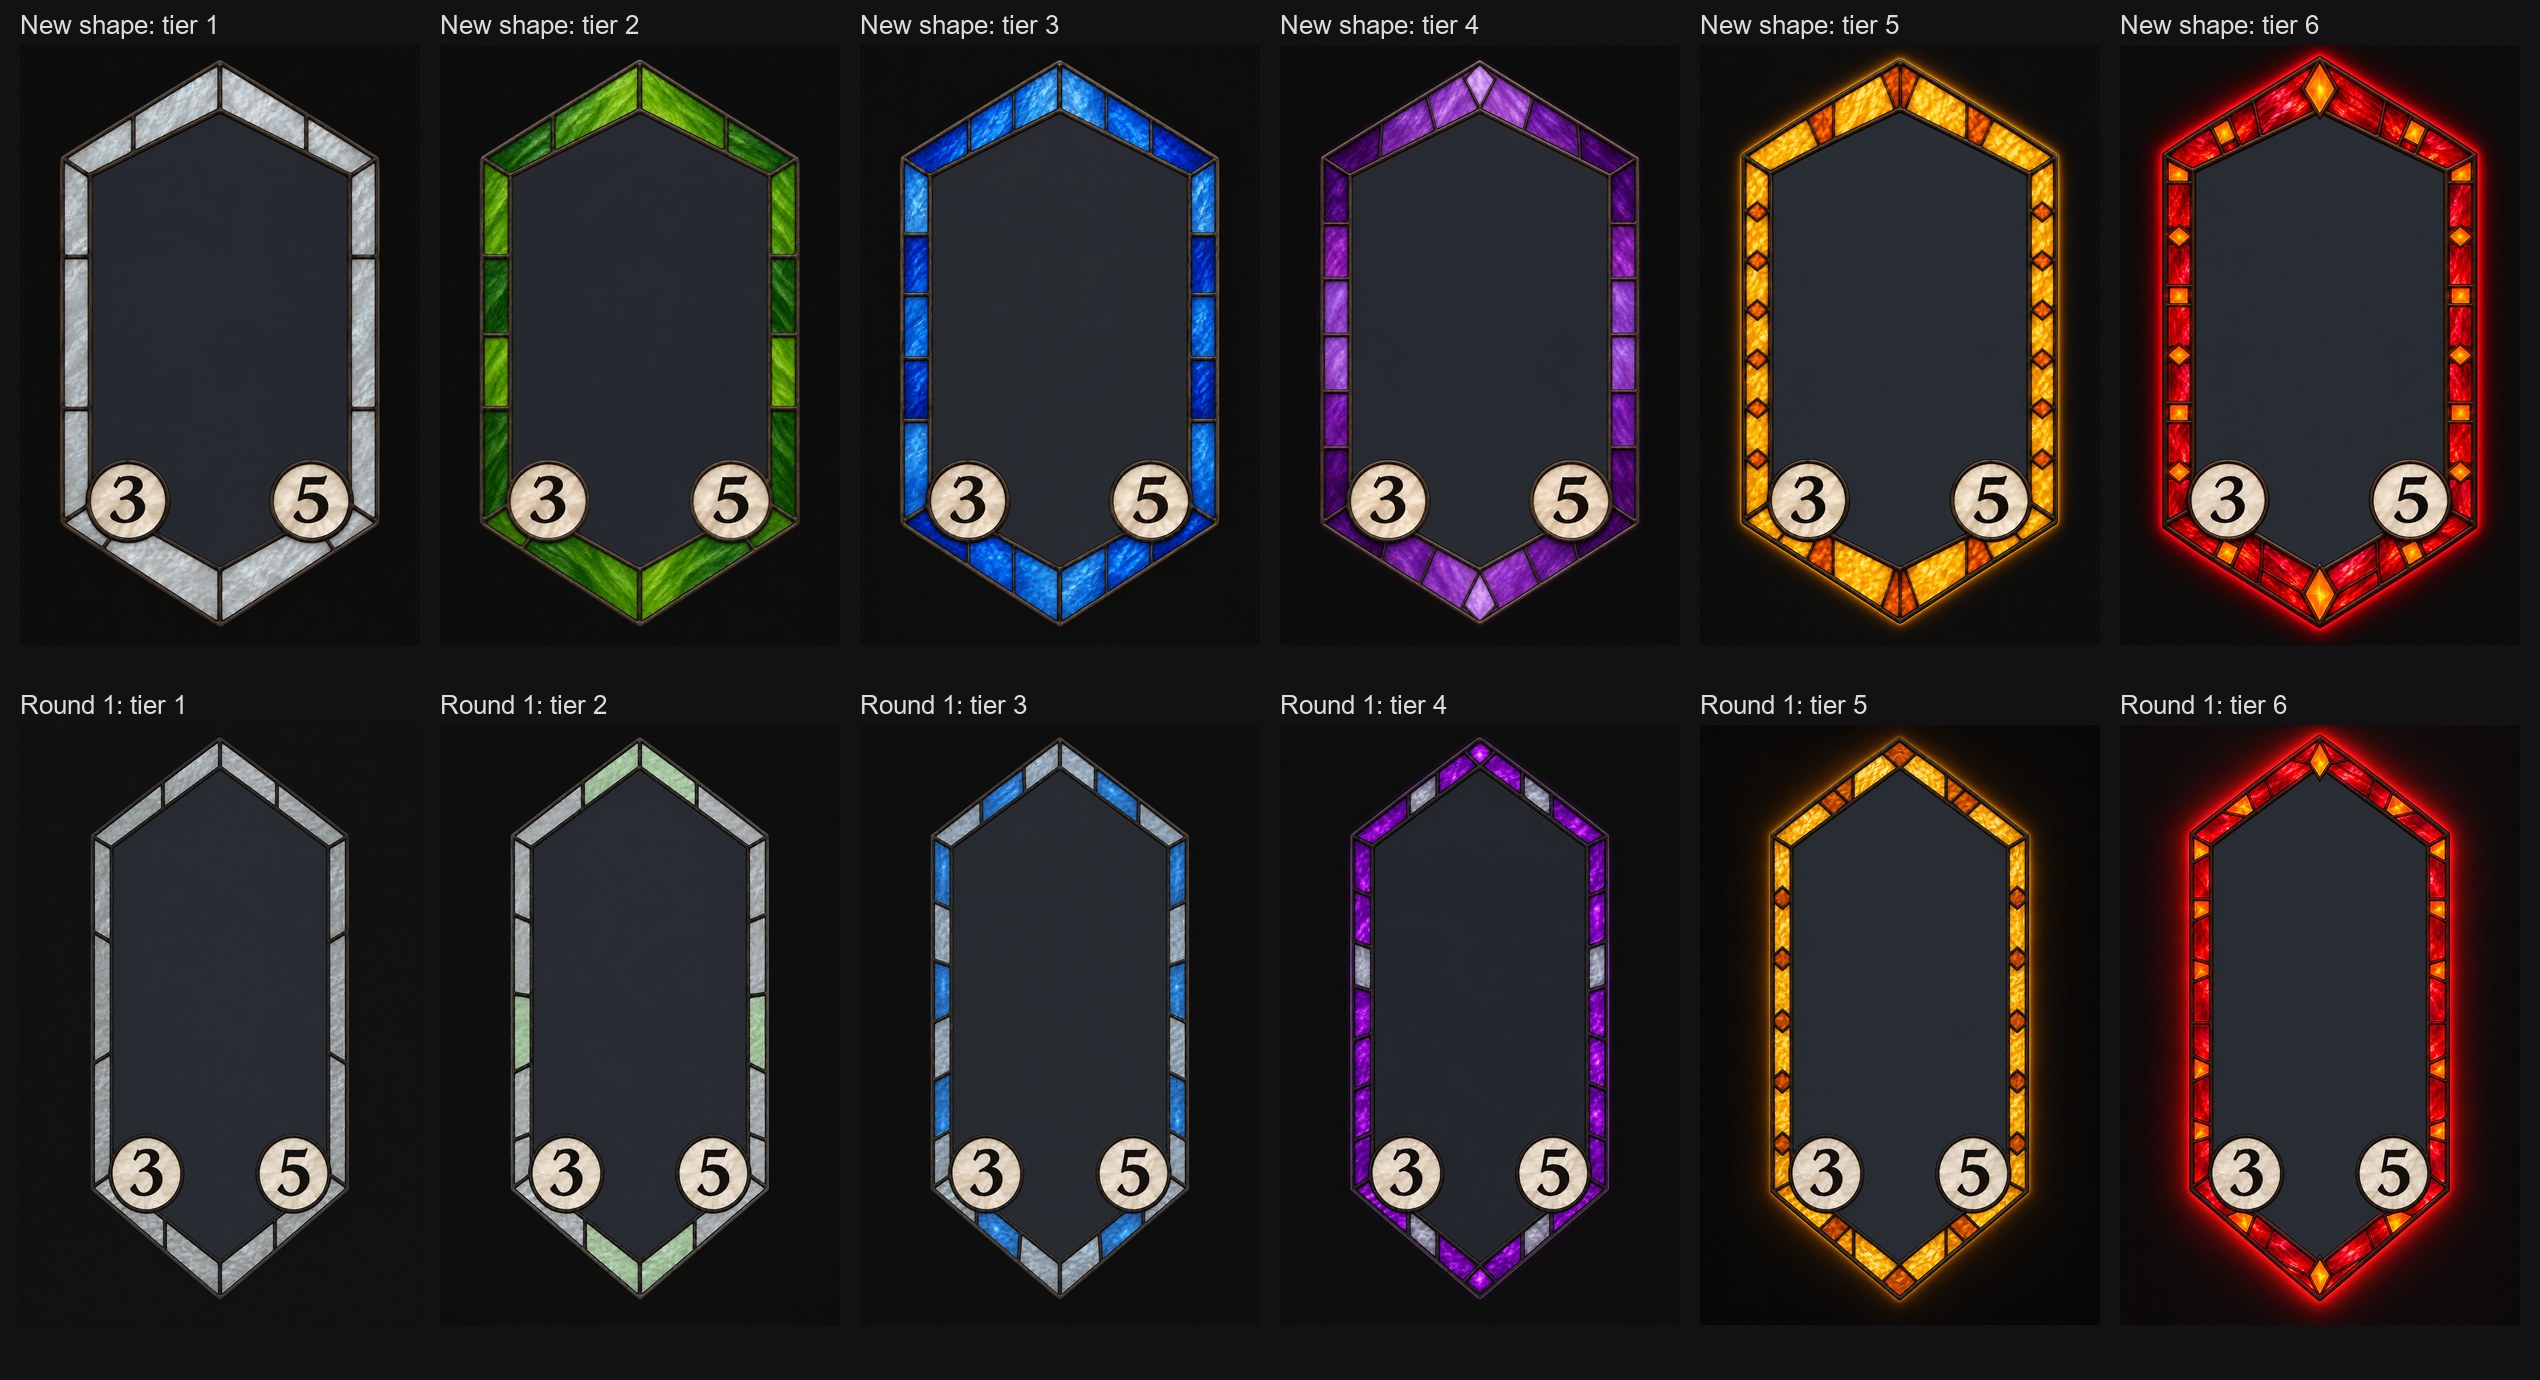 New shape: tier 1
New shape: tier 2
New shape: tier 3
New shape: tier 4
New shape: tier 5
New shape: tier 6
3 5
3 5
3 5
3 5
3 5
3 5
Round 1: tier 1
Round 1: tier 2
Round 1: tier 3
Round 1: tier 4
Round 1: tier 5
Round 1: tier 6
3 5
3 5
3 5
3 5
3 5
3 5